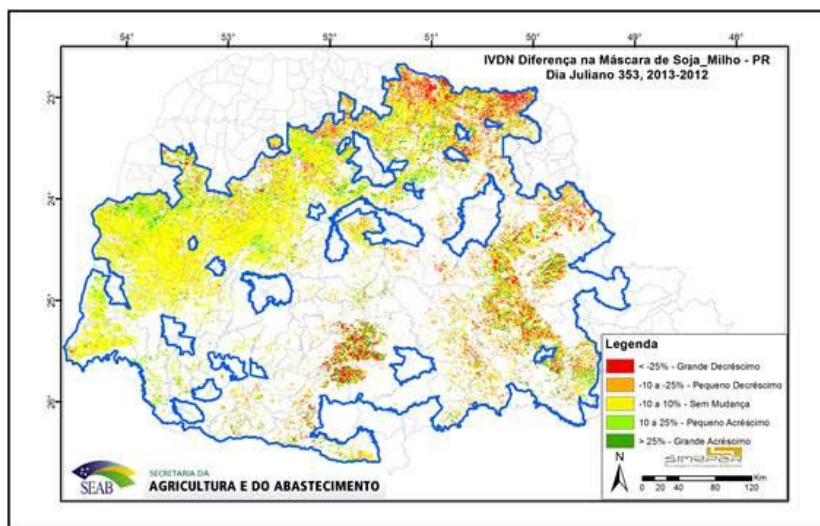 54° 53° 52° 51° 50° 49° 48°
IVDN Diferença na Máscara de Soja_Milho - PR
Dia Juliano 353, 2013-2012
23°
24°
25°
26°
Legenda
< -25% - Grande Decréscimo
-10 a -25% - Pequeno Decréscimo
-10 a 10% - Sem Mudança
10 a 25% - Pequeno Acréscimo
> 25% - Grande Acréscimo
SIMEPAR
N
Km
0 10 20 40 80 120
SEAB
SECRETARIA DA
AGRICULTURA E DO ABASTECIMENTO